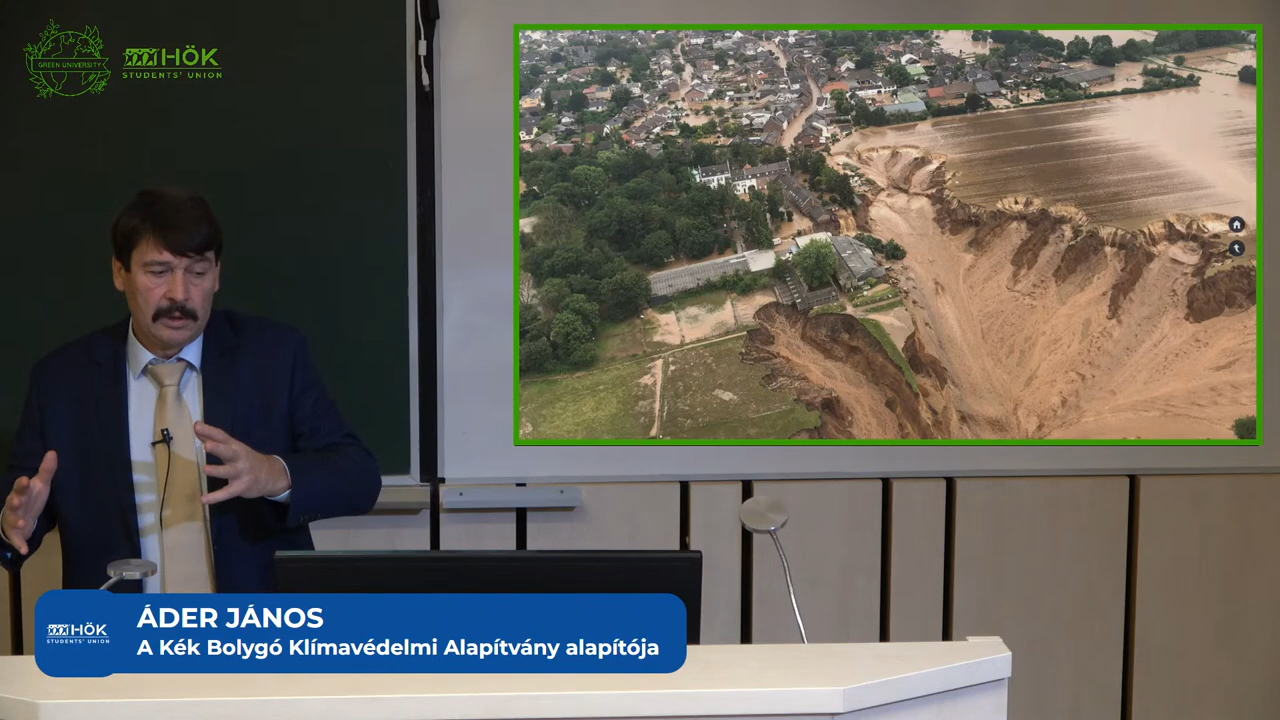 GREEN UNIVERSITY
HÖK
STUDENTS' UNION
HÖK
STUDENTS' UNION
ÁDER JÁNOS
A Kék Bolygó Klímavédelmi Alapítvány alapítója